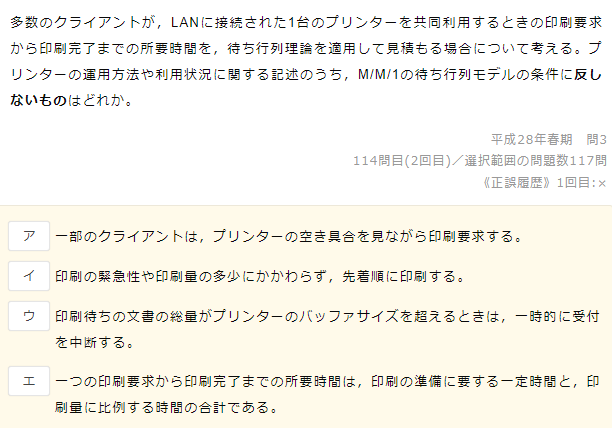 多数のクライアントが，LANに接続された1台のプリンターを共同利用するときの印刷要求
から印刷完了までの所要時間を，待ち行列理論を適用して見積もる場合について考える。プ
リンターの運用方法や利用状況に関する記述のうち，M/M/1の待ち行列モデルの条件に反
しないものはどれか。
平成28年春期　問3
114問目(2回目)／選択範囲の問題数117問
《正誤履歴》1回目:×
ア 一部のクライアントは，プリンターの空き具合を見ながら印刷要求する。
イ 印刷の緊急性や印刷量の多少にかかわらず，先着順に印刷する。
ウ 印刷待ちの文書の総量がプリンターのバッファサイズを超えるときは，一時的に受付
を中断する。
エ 一つの印刷要求から印刷完了までの所要時間は，印刷の準備に要する一定時間と，印
刷量に比例する時間の合計である。